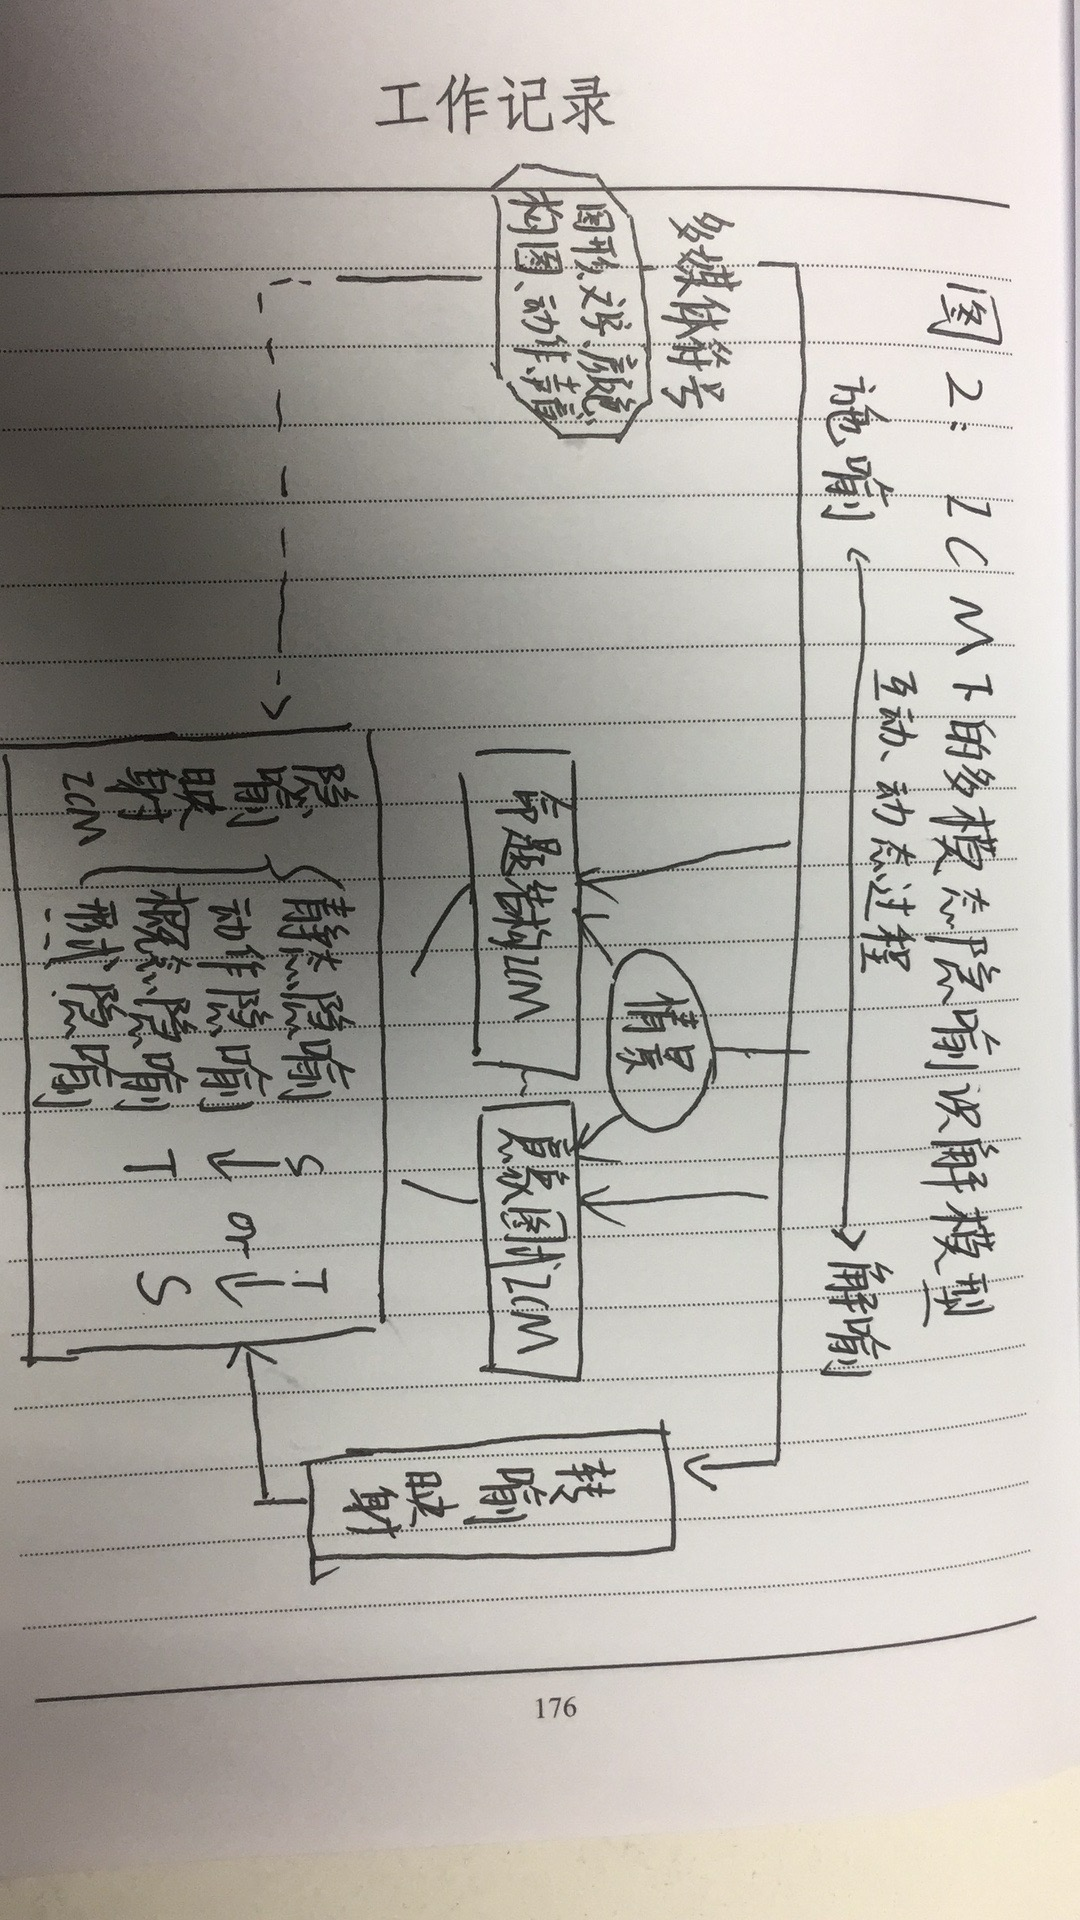 工作记录
图2：ICM下的多模态隐喻识解模型
互动、动态过程
施喻
解喻
多媒体符号
图形、文字、颜色
构图、动作、声音
情景
命题结构ICM
意象图式ICM
转喻映射
隐喻映射ICM
静态隐喻
动作隐喻
概念隐喻
形式隐喻
……
S → T or T → S
176